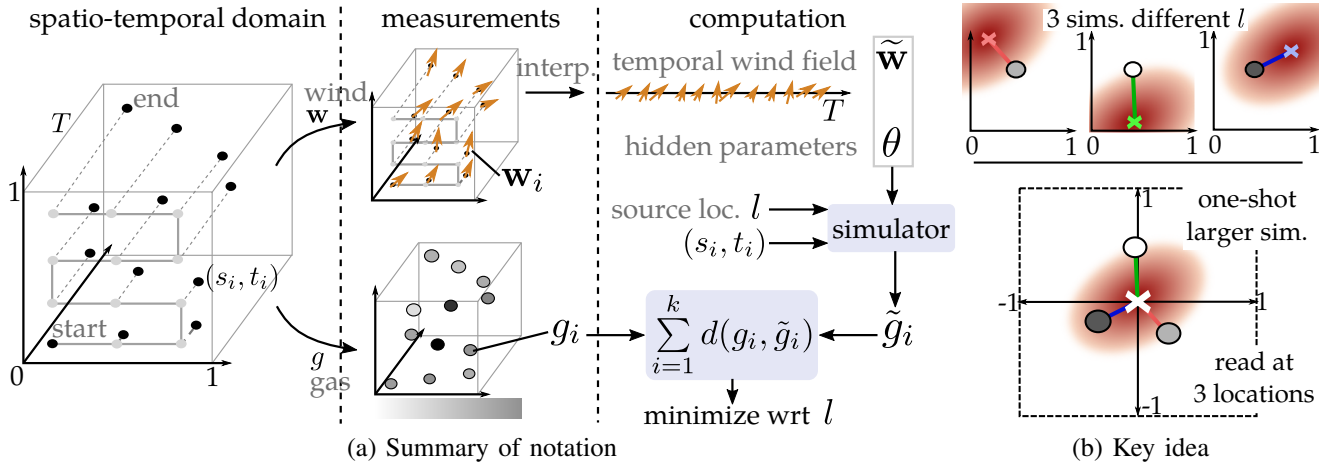 spatio-temporal domain
measurements
computation
T
end
1
(s_i, t_i)
start
0
1
wind
w
g
gas
w_i
g_i
interp.
temporal wind field
T
w̃
hidden parameters
θ
source loc. l
(s_i, t_i)
simulator
g̃_i
k
∑ d(g_i, g̃_i)
i=1
minimize wrt l
(a) Summary of notation
3 sims. different l
1
1
1
0
1
0
1
0
1
one-shot
larger sim.
1
-1
1
-1
read at
3 locations
(b) Key idea